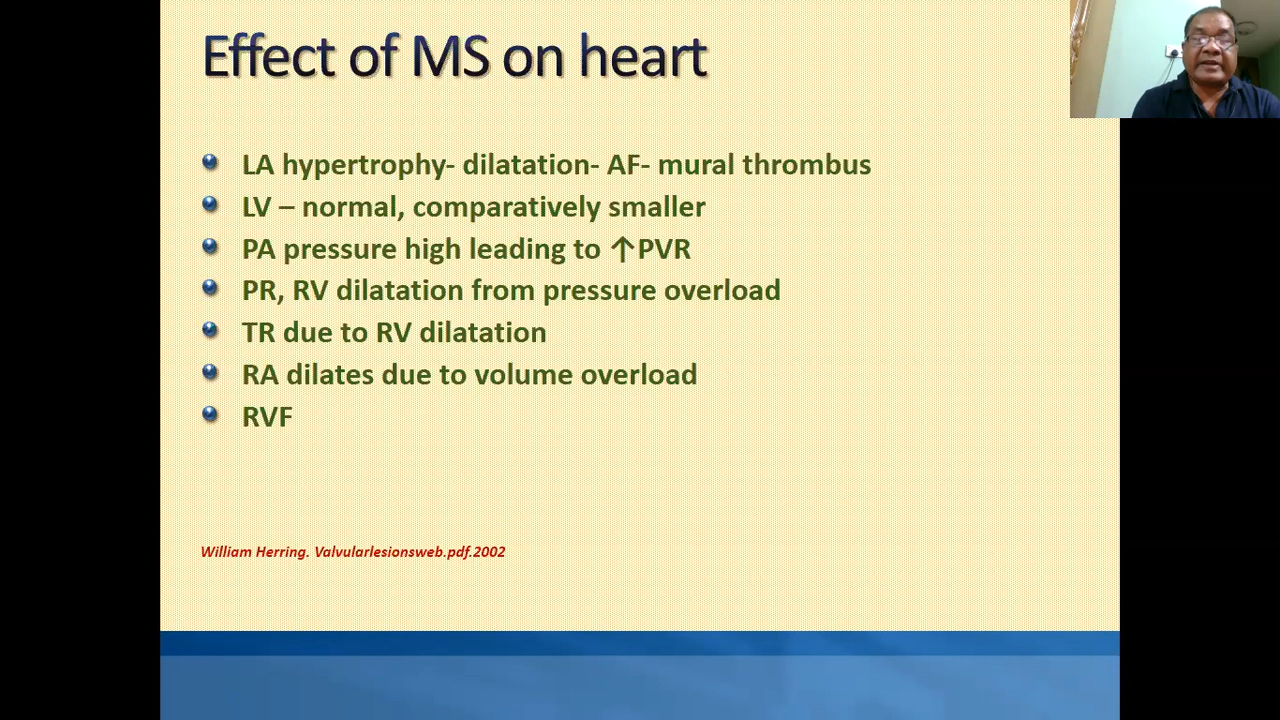 Effect of MS on heart
LA hypertrophy- dilatation- AF- mural thrombus
LV – normal, comparatively smaller
PA pressure high leading to ↑PVR
PR, RV dilatation from pressure overload
TR due to RV dilatation
RA dilates due to volume overload
RVF
William Herring. Valvularlesionsweb.pdf.2002